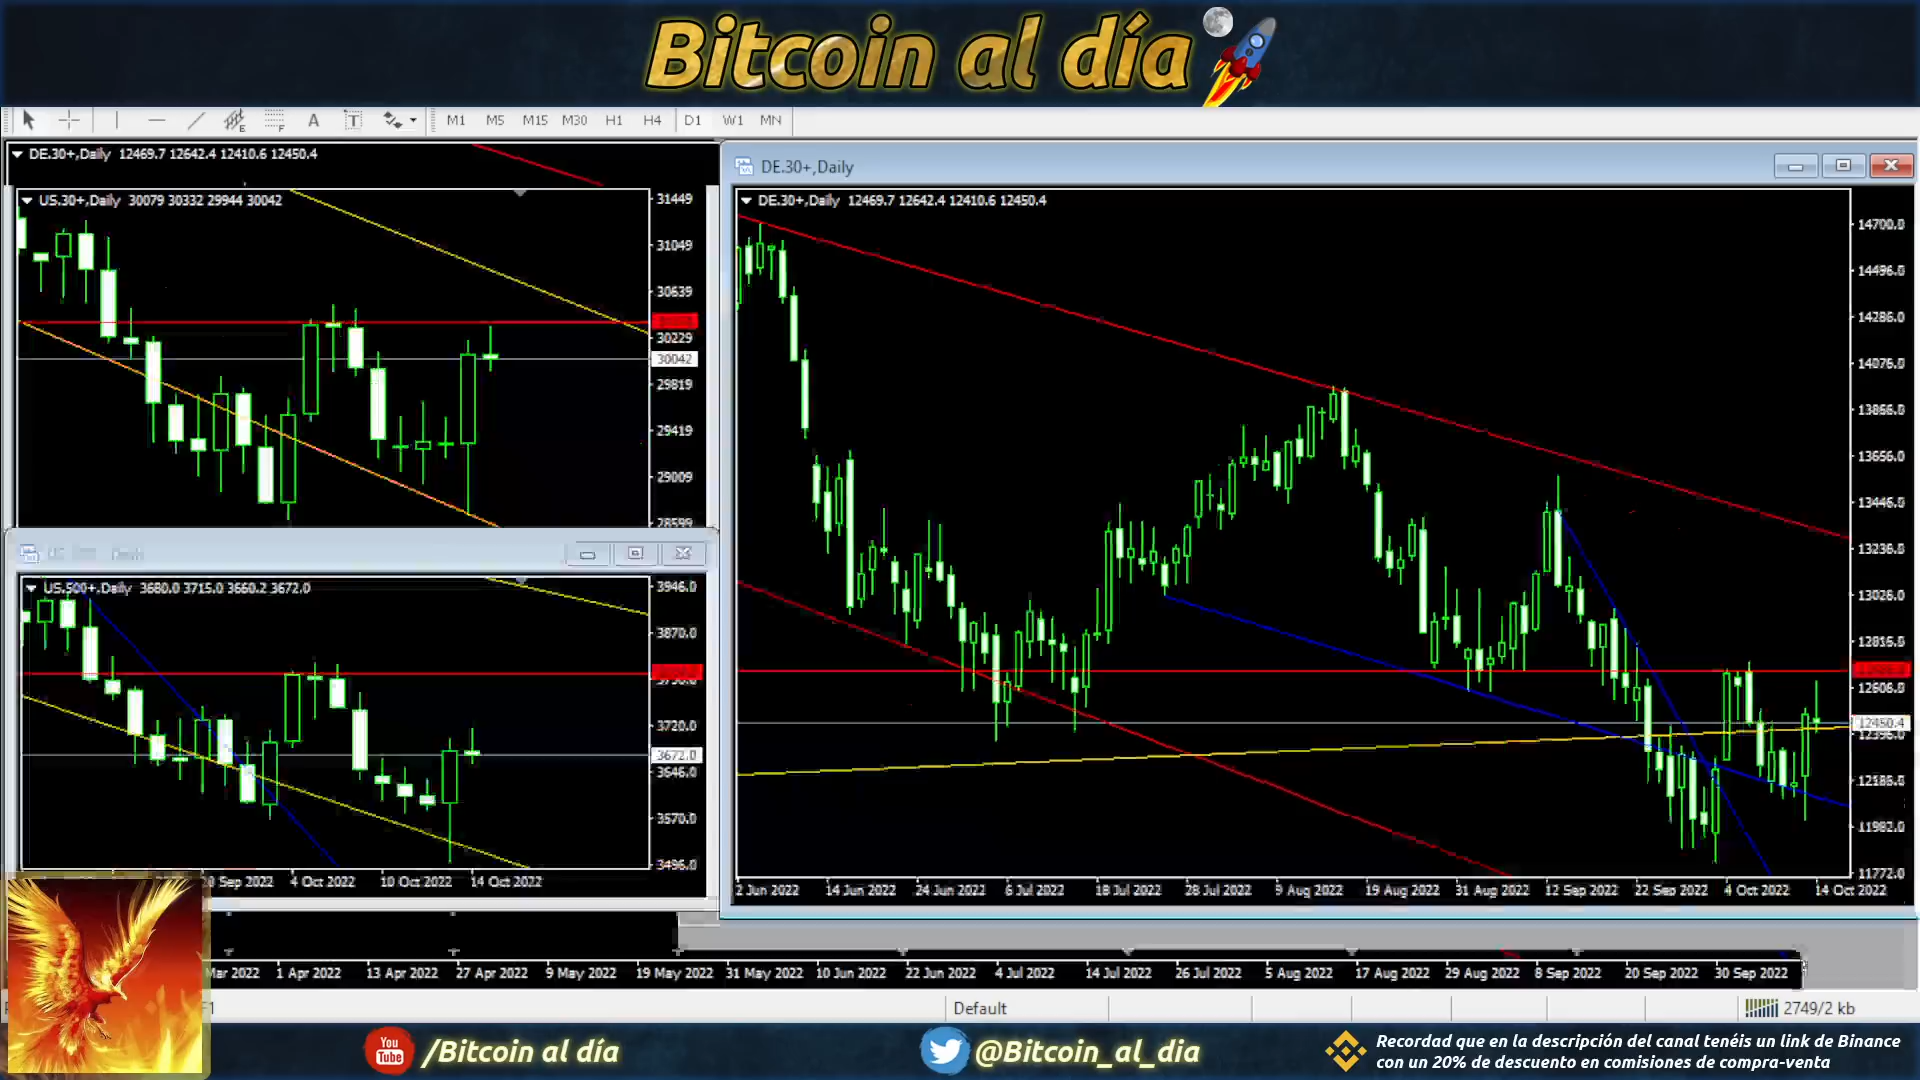 Bitcoin al día
A
T
E
F
M1 M5 M15 M30 H1 H4 D1 W1 MN
DE.30+,Daily 12469.7 12642.4 12410.6 12450.4
US.30+,Daily 30079 30332 29944 30042
31449
31049
30639
30229
30042
29819
29419
29009
28599
US.500+,Daily 3680.0 3715.0 3660.2 3672.0
3946.0
3870.0
3720.0
3672.0
3646.0
3570.0
3496.0
Sep 2022 4 Oct 2022 10 Oct 2022 14 Oct 2022
DE.30+,Daily
DE.30+,Daily 12469.7 12642.4 12410.6 12450.4
14700.0
14496.0
14286.0
14076.0
13866.0
13656.0
13446.0
13236.0
13026.0
12816.0
12606.0
12450.4
12396.0
12186.0
11982.0
11772.0
2 Jun 2022 14 Jun 2022 24 Jun 2022 6 Jul 2022 18 Jul 2022 28 Jul 2022 9 Aug 2022 19 Aug 2022 31 Aug 2022 12 Sep 2022 22 Sep 2022 4 Oct 2022 14 Oct 2022
Mar 2022 1 Apr 2022 13 Apr 2022 27 Apr 2022 9 May 2022 19 May 2022 31 May 2022 10 Jun 2022 22 Jun 2022 4 Jul 2022 14 Jul 2022 26 Jul 2022 5 Aug 2022 17 Aug 2022 29 Aug 2022 8 Sep 2022 20 Sep 2022 30 Sep 2022
Default
2749/2 kb
You Tube
/Bitcoin al día
@Bitcoin_al_dia
Recordad que en la descripción del canal tenéis un link de Binance
con un 20% de descuento en comisiones de compra-venta